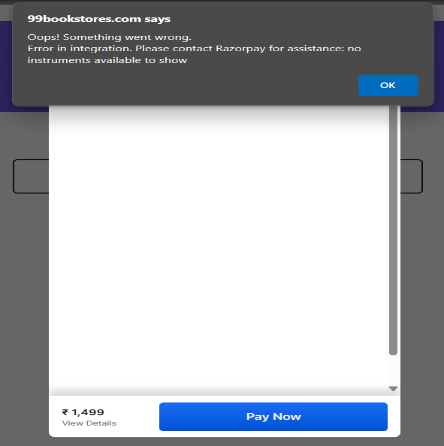 99bookstores.com says
Oops! Something went wrong.
Error in integration. Please contact Razorpay for assistance: no
instruments available to show
OK
₹ 1,499
View Details
Pay Now